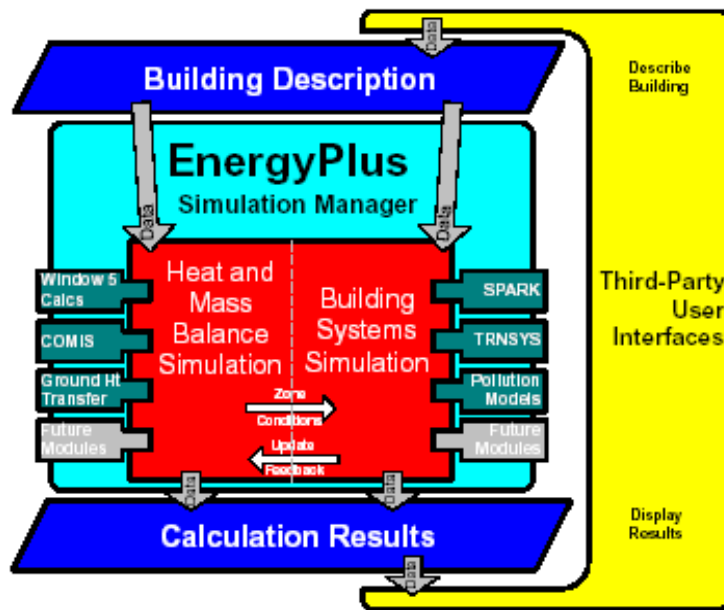 Data
Building Description
Describe
Building
EnergyPlus
Simulation Manager
Data
Data
Window 5
Calcs
COMIS
Ground Ht
Transfer
Future
Modules
Heat and
Mass
Balance
Simulation
Building
Systems
Simulation
Zone
Conditions
Update
Feedback
SPARK
TRNSYS
Pollution
Models
Future
Modules
Third-Party
User
Interfaces
Data
Data
Calculation Results
Display
Results
Data